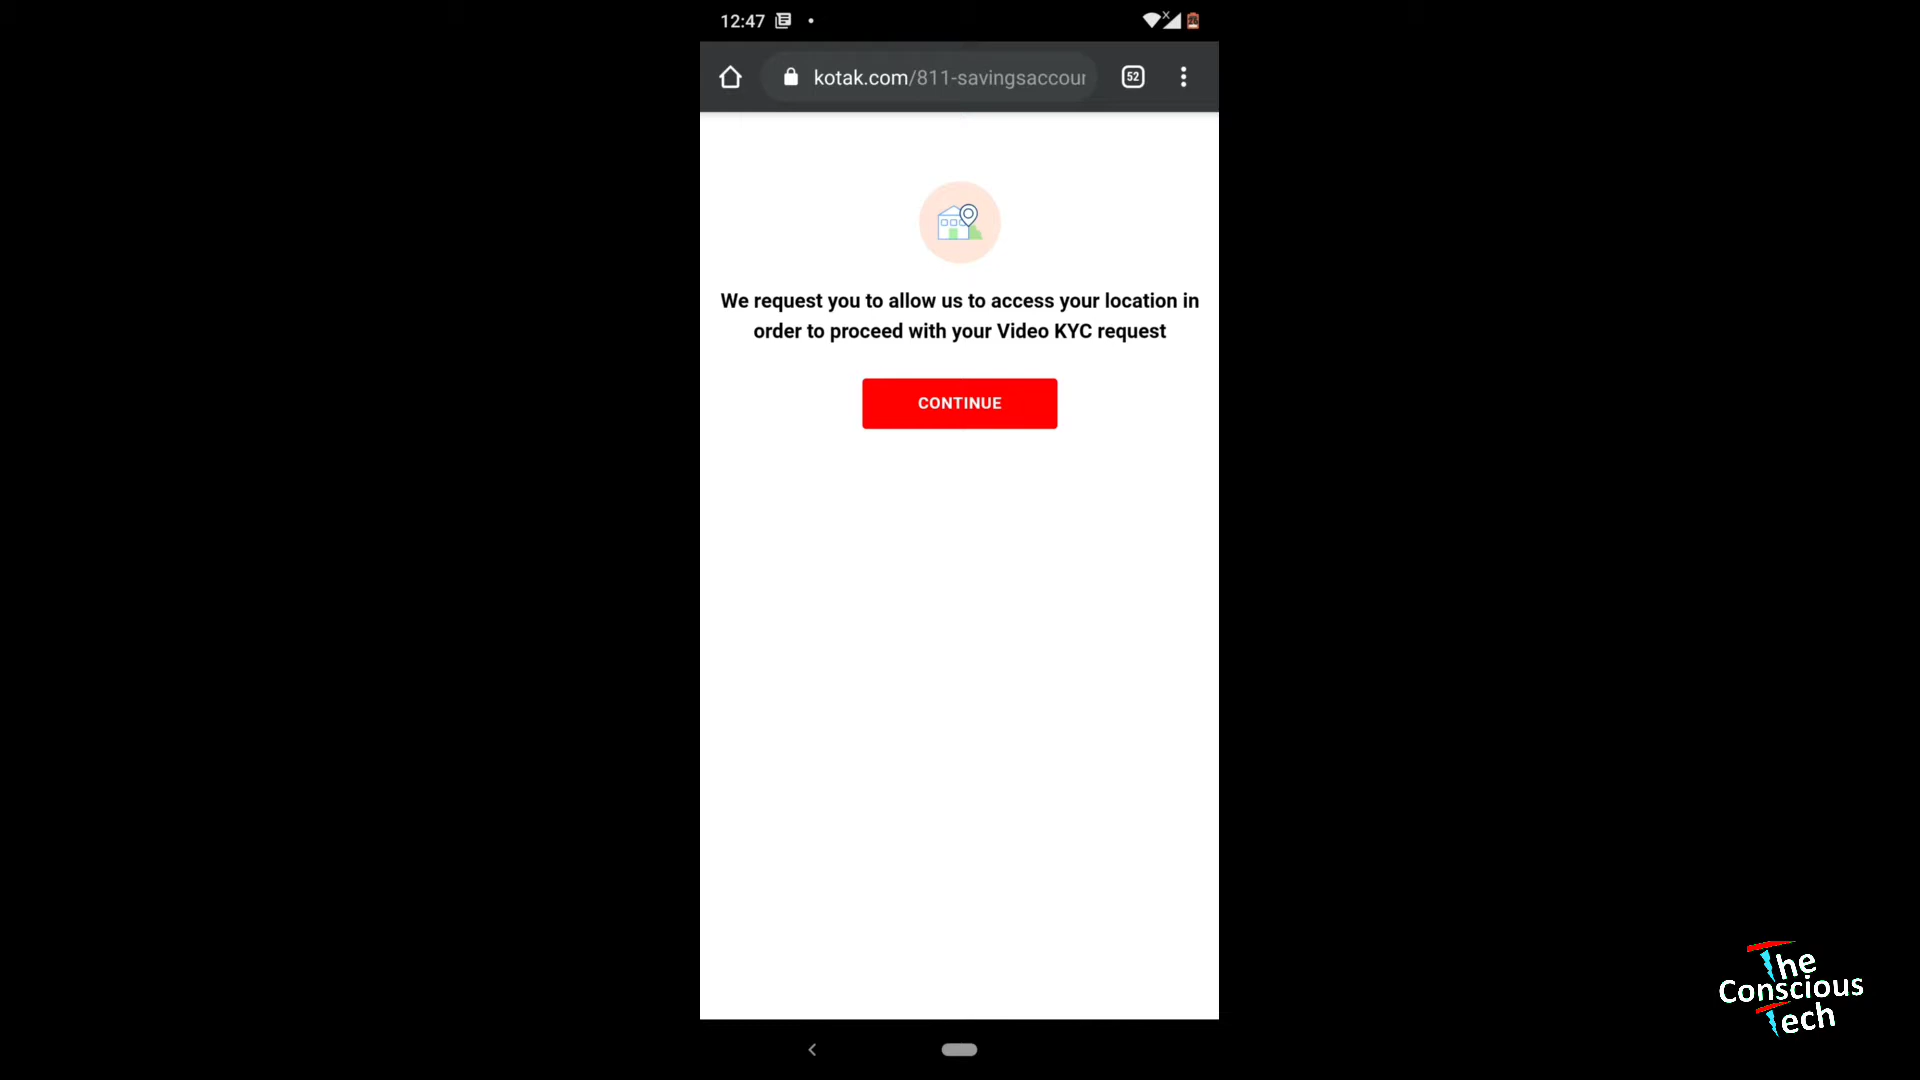 12:47
kotak.com/811-savingsaccour
52
We request you to allow us to access your location in
order to proceed with your Video KYC request
CONTINUE
The
Conscious
Tech